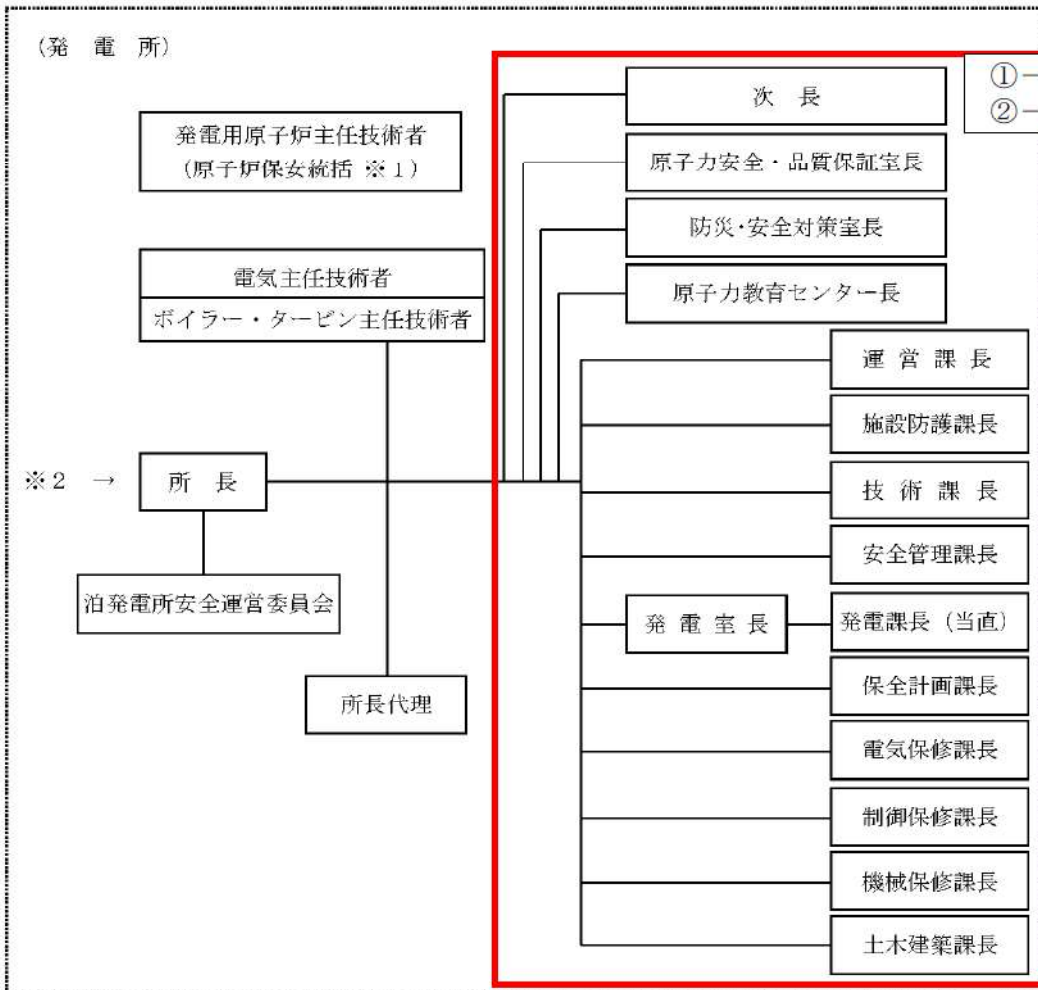 (発 電 所)
①－
②－
次 長
発電用原子炉主任技術者
(原子炉保安統括 ※1)
原子力安全・品質保証室長
防災・安全対策室長
電気主任技術者
ボイラー・タービン主任技術者
原子力教育センター長
運 営 課 長
施設防護課長
※2 → 所 長
技 術 課 長
安全管理課長
泊発電所安全運営委員会
発 電 室 長
発電課長 (当直)
所長代理
保全計画課長
電気保修課長
制御保修課長
機械保修課長
土木建築課長